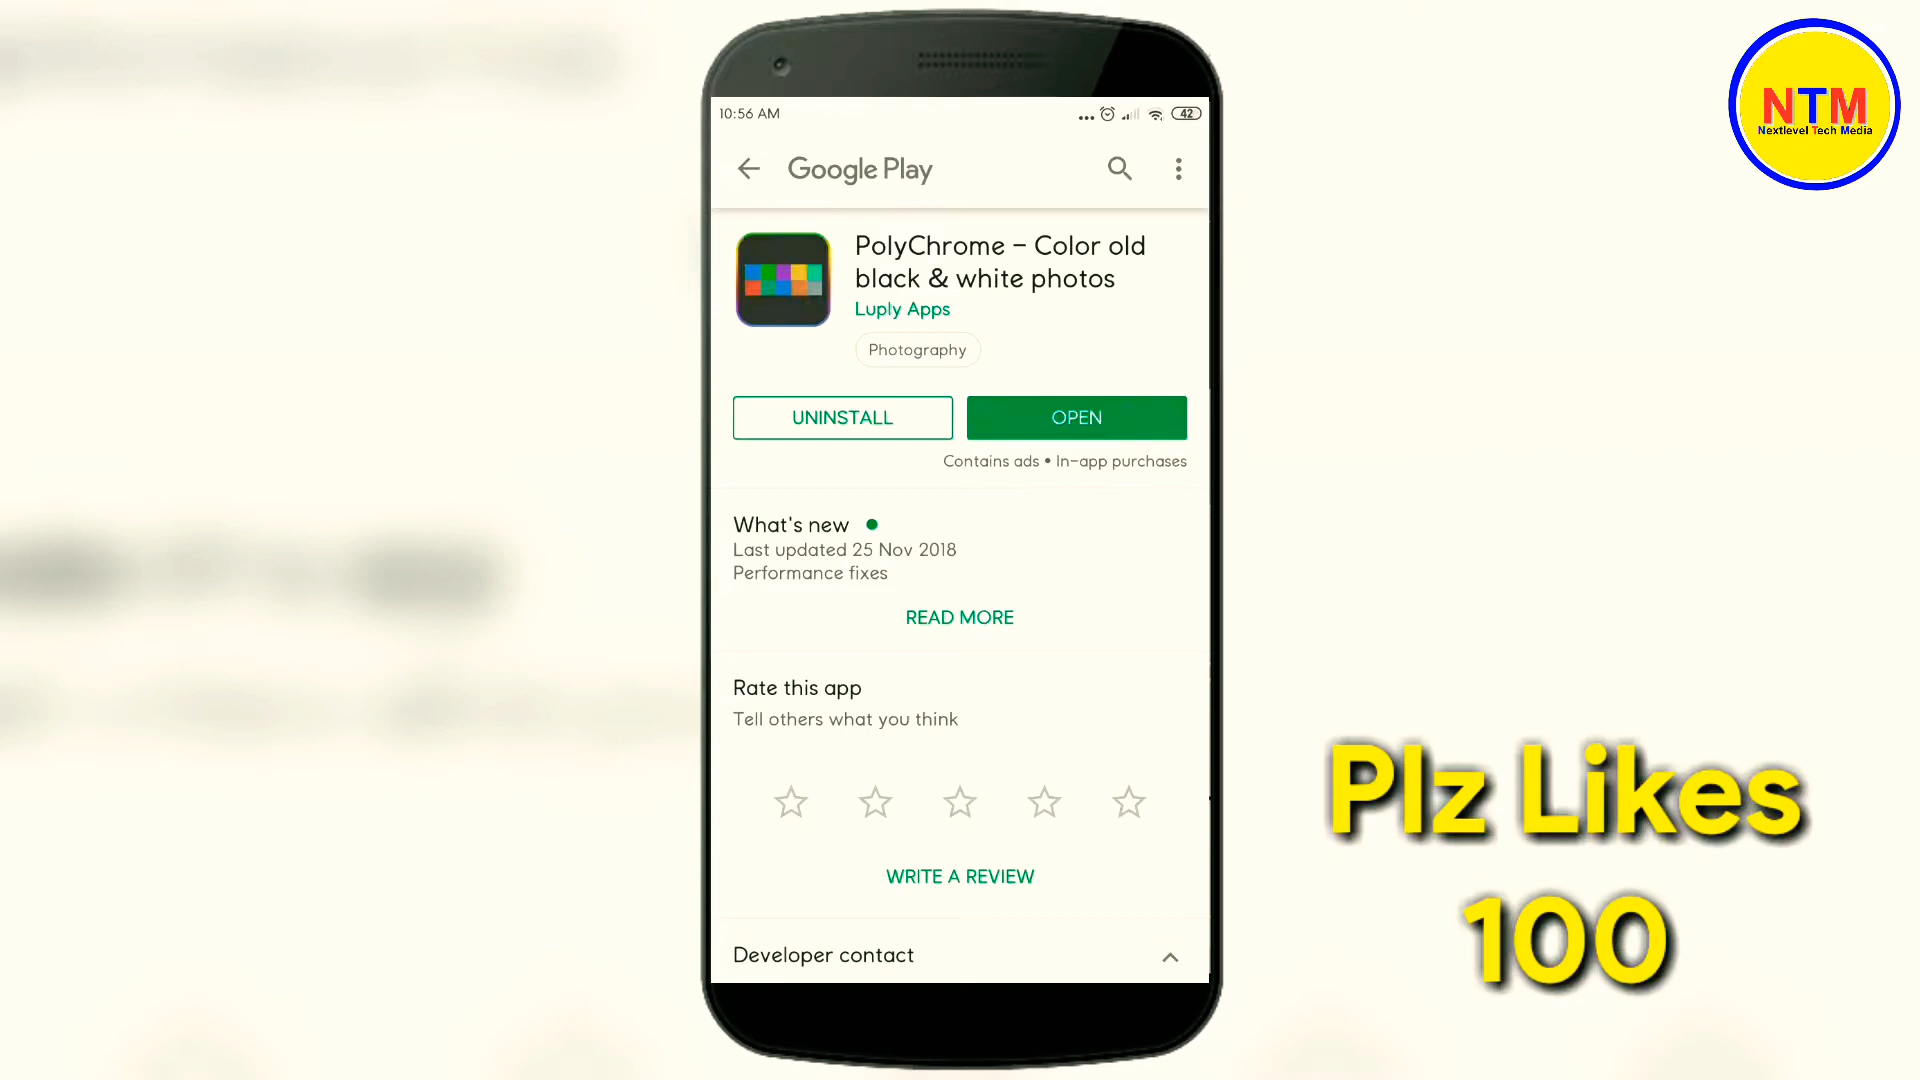 NTM
Nextlevel Tech Media
10:56 AM
42
Google Play
PolyChrome - Color old
black & white photos
Luply Apps
Photography
UNINSTALL
OPEN
Contains ads • In-app purchases
What's new
Last updated 25 Nov 2018
Performance fixes
READ MORE
Rate this app
Tell others what you think
WRITE A REVIEW
Developer contact
Plz Likes
100